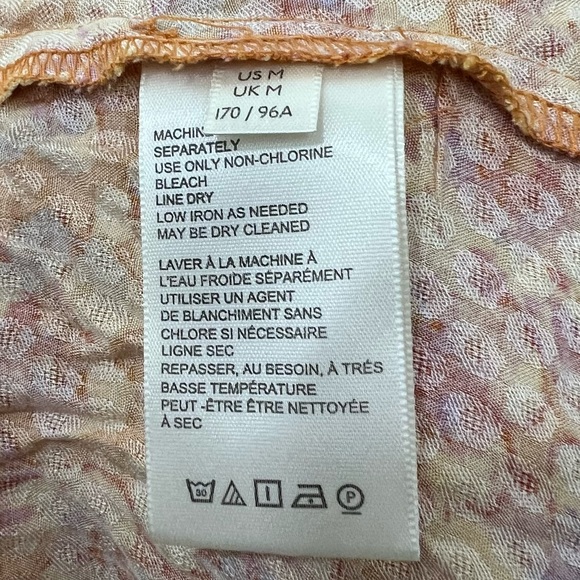 US M
UK M
170 / 96A
MACHIN
SEPARATELY
USE ONLY NON-CHLORINE
BLEACH
LINE DRY
LOW IRON AS NEEDED
MAY BE DRY CLEANED
LAVER À LA MACHINE À
L'EAU FROIDE SÉPARÉMENT
UTILISER UN AGENT
DE BLANCHIMENT SANS
CHLORE SI NÉCESSAIRE
LIGNE SEC
REPASSER, AU BESOIN, À TRÉS
BASSE TEMPÉRATURE
PEUT -ÊTRE ÊTRE NETTOYÉE
À SEC
30
P